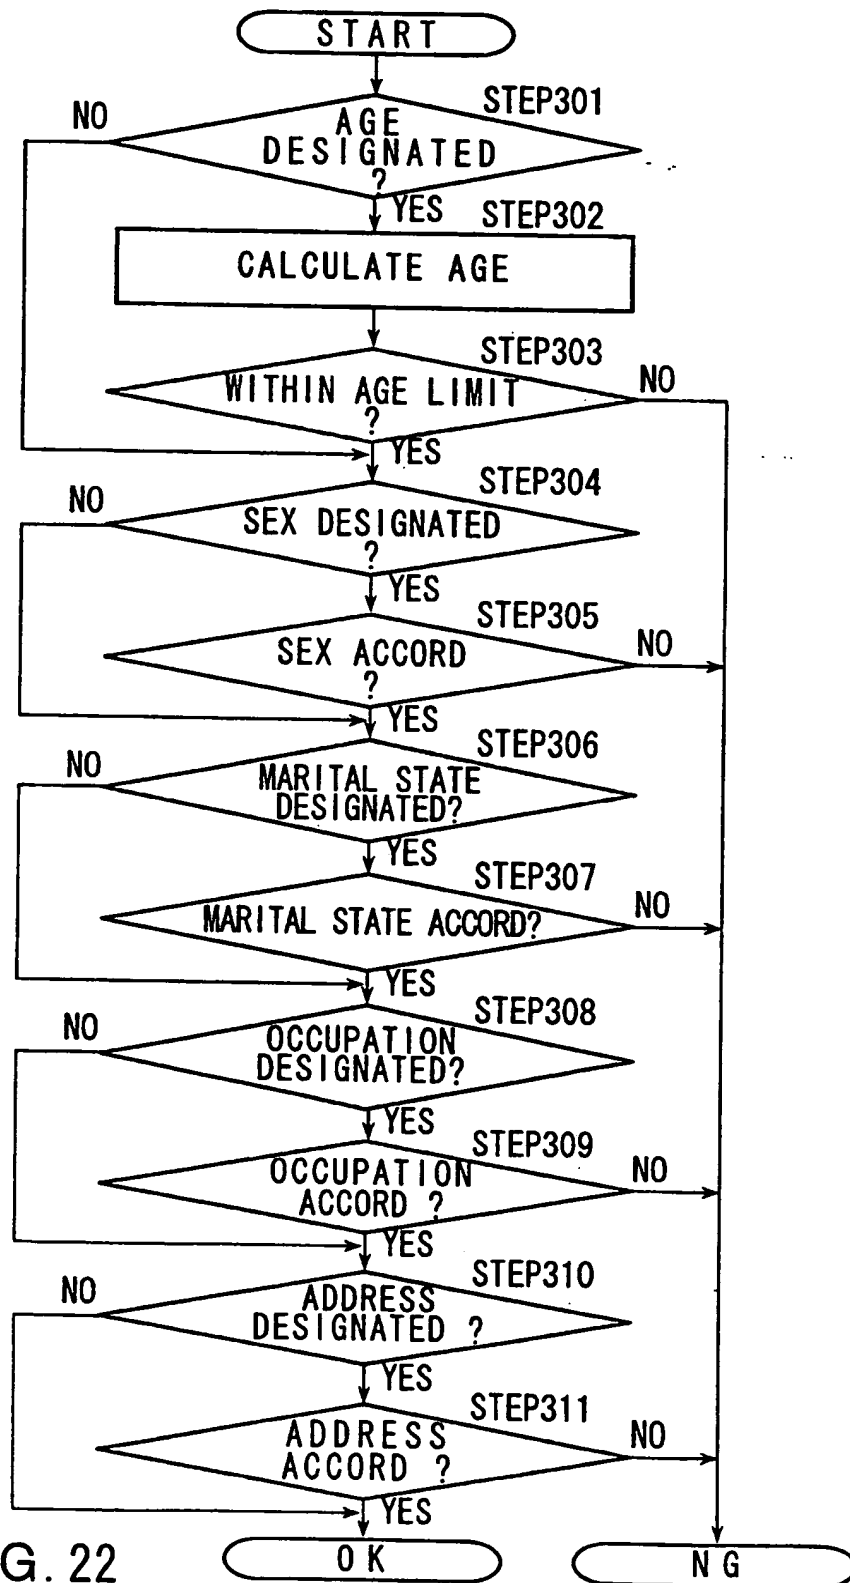 START
STEP301
NO
AGE
DESIGNATED
?
YES
STEP302
CALCULATE AGE
STEP303
WITHIN AGE LIMIT
?
NO
YES
STEP304
NO
SEX DESIGNATED
?
YES
STEP305
SEX ACCORD
?
NO
YES
STEP306
NO
MARITAL STATE
DESIGNATED?
YES
STEP307
MARITAL STATE ACCORD?
NO
YES
STEP308
NO
OCCUPATION
DESIGNATED?
YES
STEP309
OCCUPATION
ACCORD ?
NO
YES
STEP310
NO
ADDRESS
DESIGNATED ?
YES
STEP311
ADDRESS
ACCORD ?
NO
YES
G. 22
OK
NG